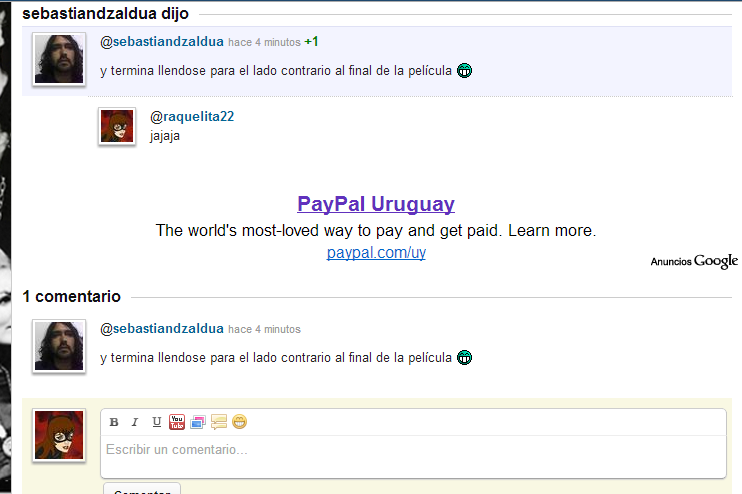 sebastiandzaldua dijo
@sebastiandzaldua hace 4 minutos +1
y termina llendose para el lado contrario al final de la película
@raquelita22
jajaja
PayPal Uruguay
The world's most-loved way to pay and get paid. Learn more.
paypal.com/uy
Anuncios Google
1 comentario
@sebastiandzaldua hace 4 minutos
y termina llendose para el lado contrario al final de la película
B I U You Tube
Escribir un comentario...
Comentar